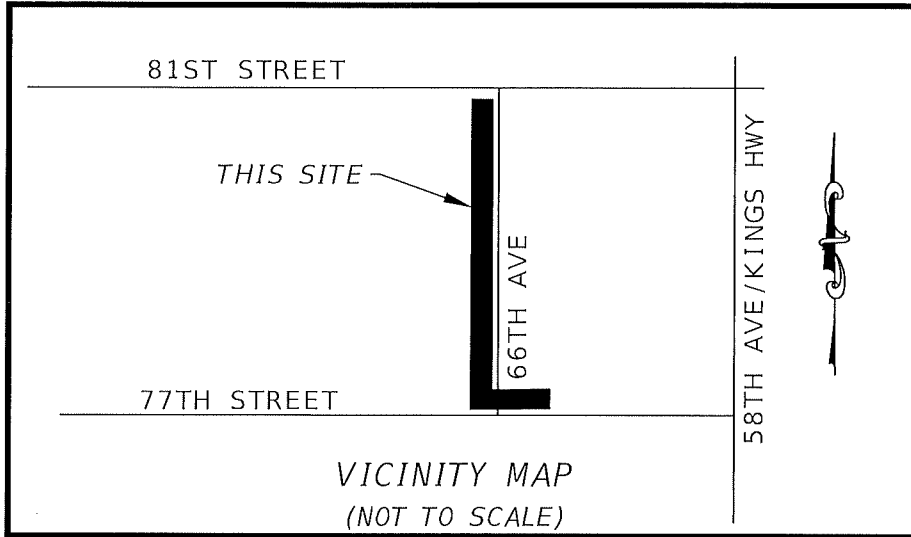 81ST STREET
THIS SITE
66TH AVE
58TH AVE/KINGS HWY
77TH STREET
VICINITY MAP
(NOT TO SCALE)